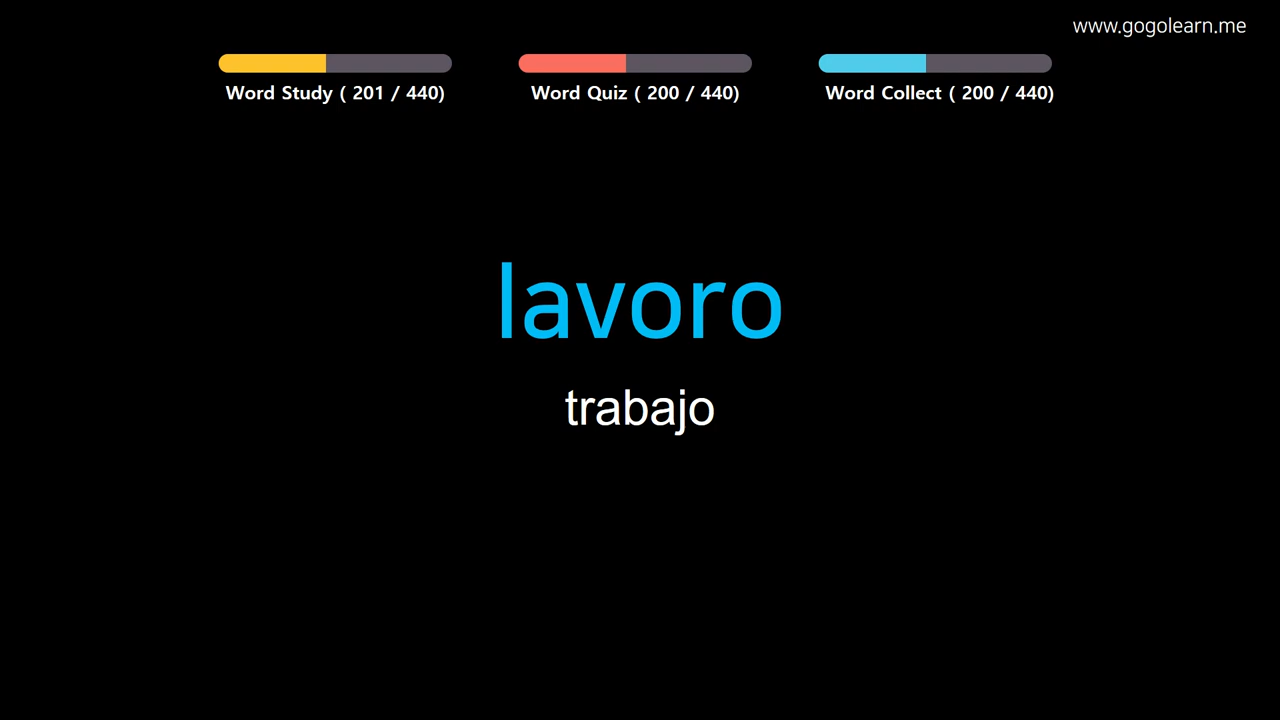 www.gogolearn.me
Word Study ( 201 / 440)
Word Quiz ( 200 / 440)
Word Collect ( 200 / 440)
lavoro
trabajo